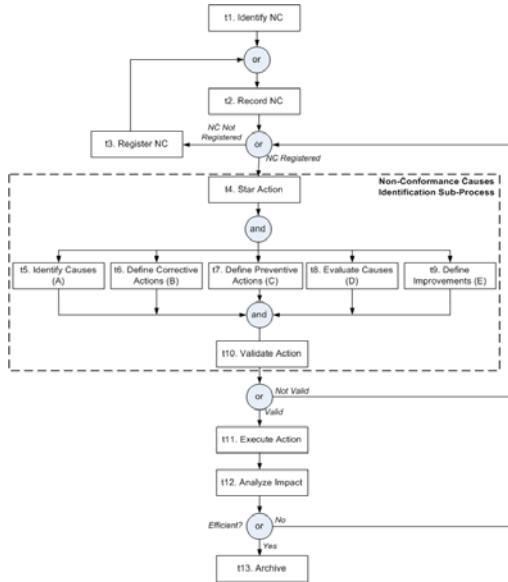 t1. Identify NC
or
t2. Record NC
NC Not
Registered
t3. Register NC
or
NC Registered
Non-Conformance Causes
Identification Sub-Process
t4. Star Action
and
t5. Identify Causes
(A)
t6. Define Corrective
Actions (B)
t7. Define Preventive
Actions (C)
t8. Evaluate Causes
(D)
t9. Define
Improvements (E)
and
t10. Validate Action
or
Not Valid
Valid
t11. Execute Action
t12. Analyze Impact
Efficient?
or
No
Yes
t13. Archive